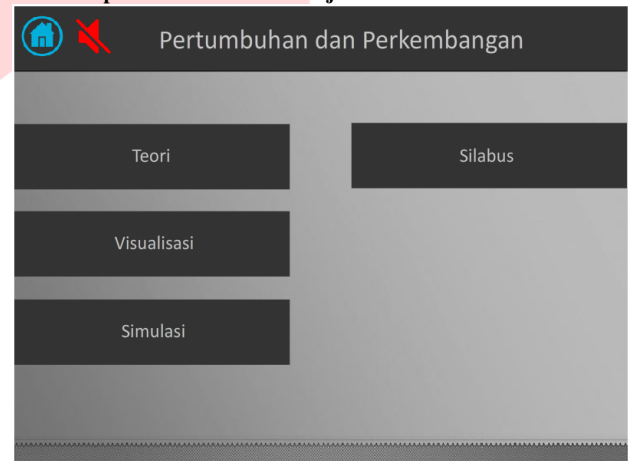 Pertumbuhan dan Perkembangan
Teori
Silabus
Visualisasi
Simulasi